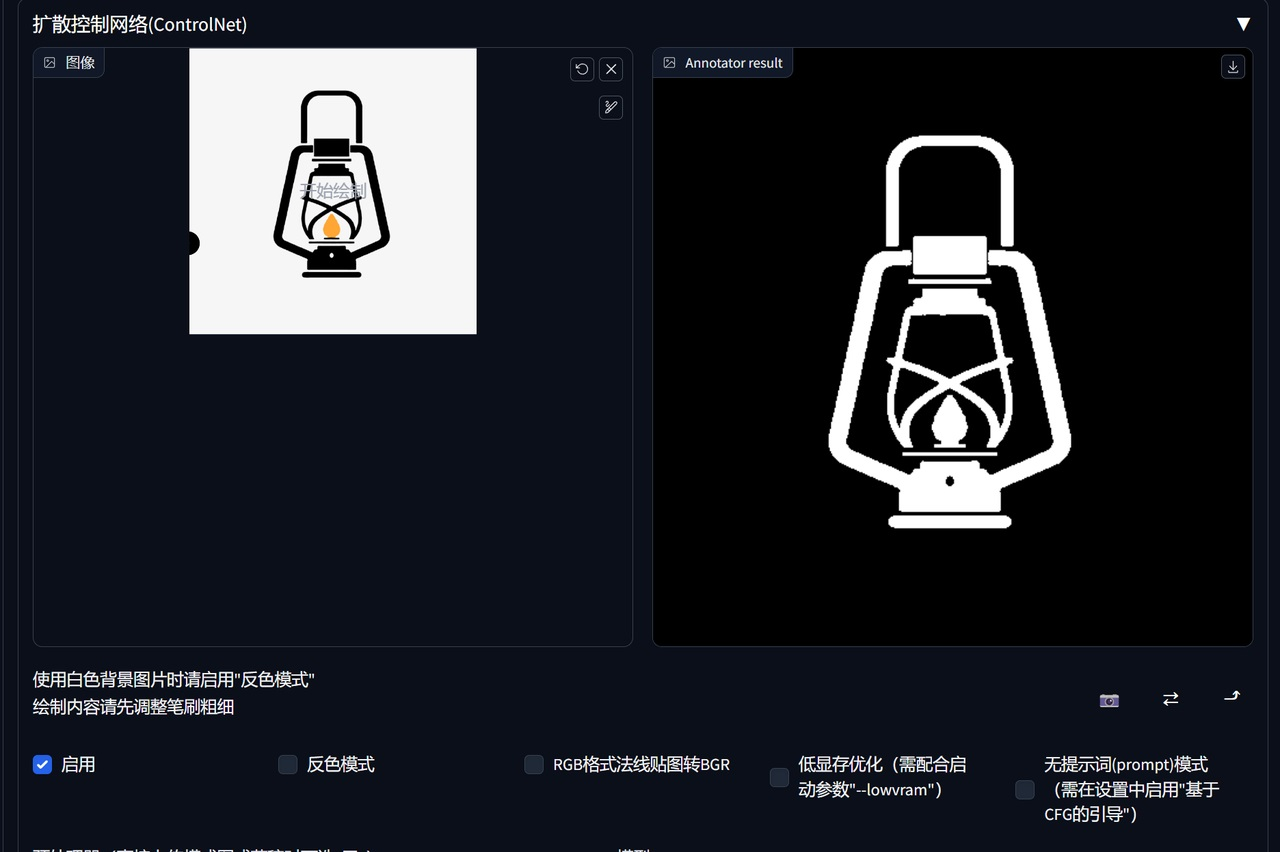 扩散控制网络(ControlNet)
▼
图像
Annotator result
开始绘制
使用白色背景图片时请启用"反色模式"
绘制内容请先调整笔刷粗细
启用
反色模式
RGB格式法线贴图转BGR
低显存优化（需配合启
动参数"--lowvram"）
无提示词(prompt)模式
（需在设置中启用"基于
CFG的引导"）